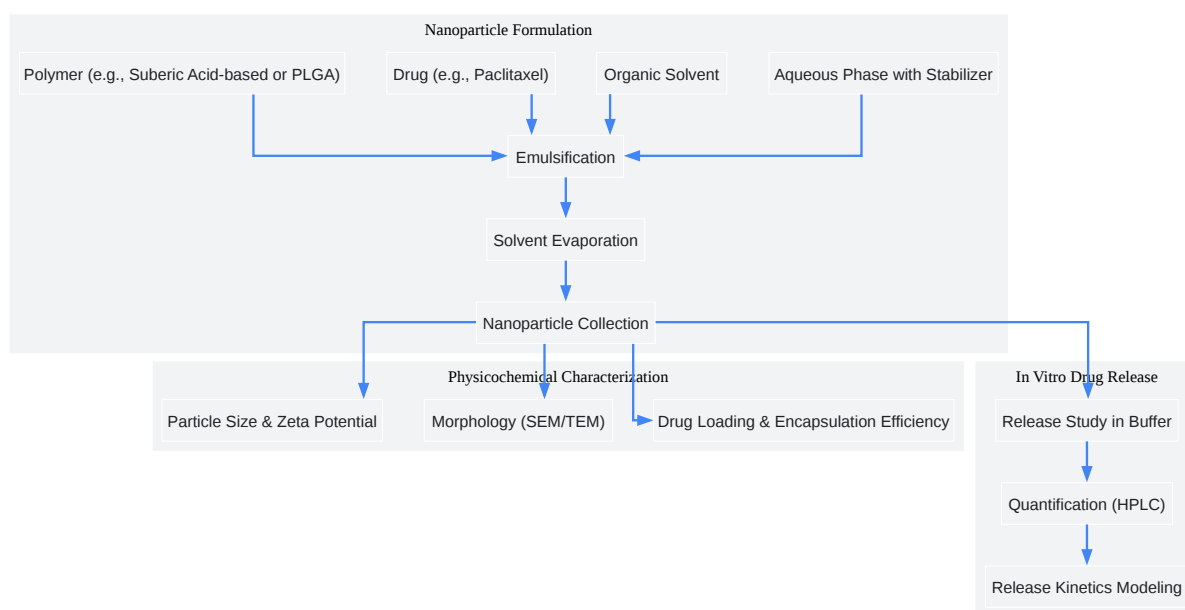 Nanoparticle Formulation
Polymer (e.g., Suberic Acid-based or PLGA)
Drug (e.g., Paclitaxel)
Organic Solvent
Aqueous Phase with Stabilizer
Emulsification
Solvent Evaporation
Nanoparticle Collection
Physicochemical Characterization
In Vitro Drug Release
Particle Size & Zeta Potential
Morphology (SEM/TEM)
Drug Loading & Encapsulation Efficiency
Release Study in Buffer
Quantification (HPLC)
Release Kinetics Modeling